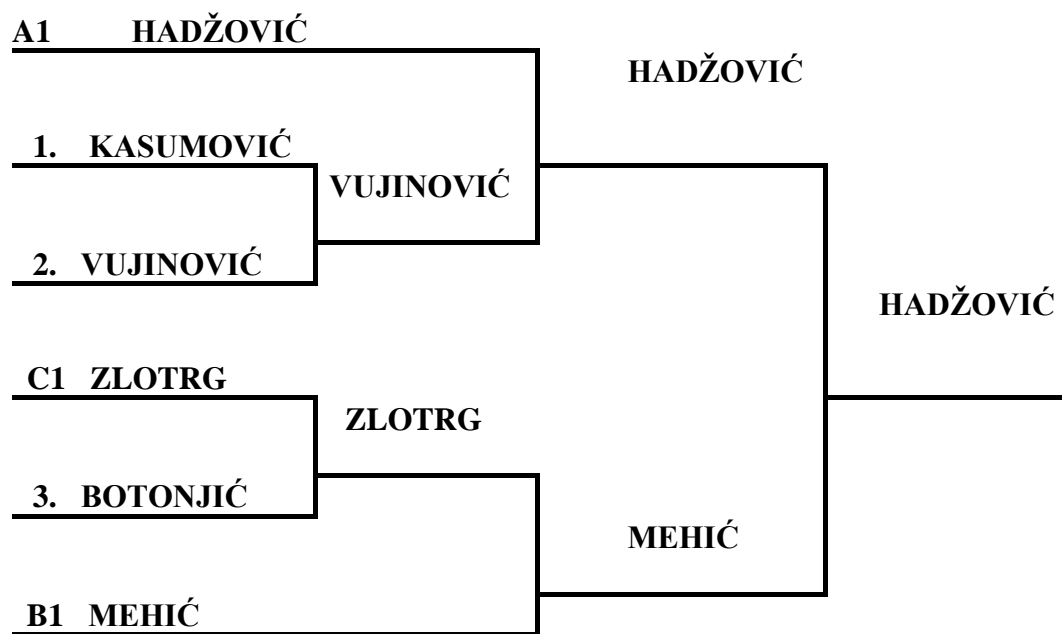 A1 HADŽOVIĆ
HADŽOVIĆ
1. KASUMOVIĆ
VUJINOVIĆ
2. VUJINOVIĆ
HADŽOVIĆ
C1 ZLOTRG
ZLOTRG
3. BOTONJIĆ
MEHIĆ
B1 MEHIĆ